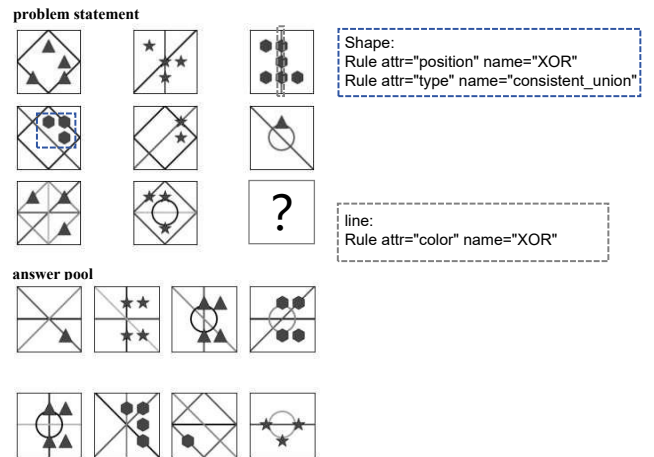 problem statement
Shape:
Rule attr="position" name="XOR"
Rule attr="type" name="consistent_union"
?
line:
Rule attr="color" name="XOR"
answer pool